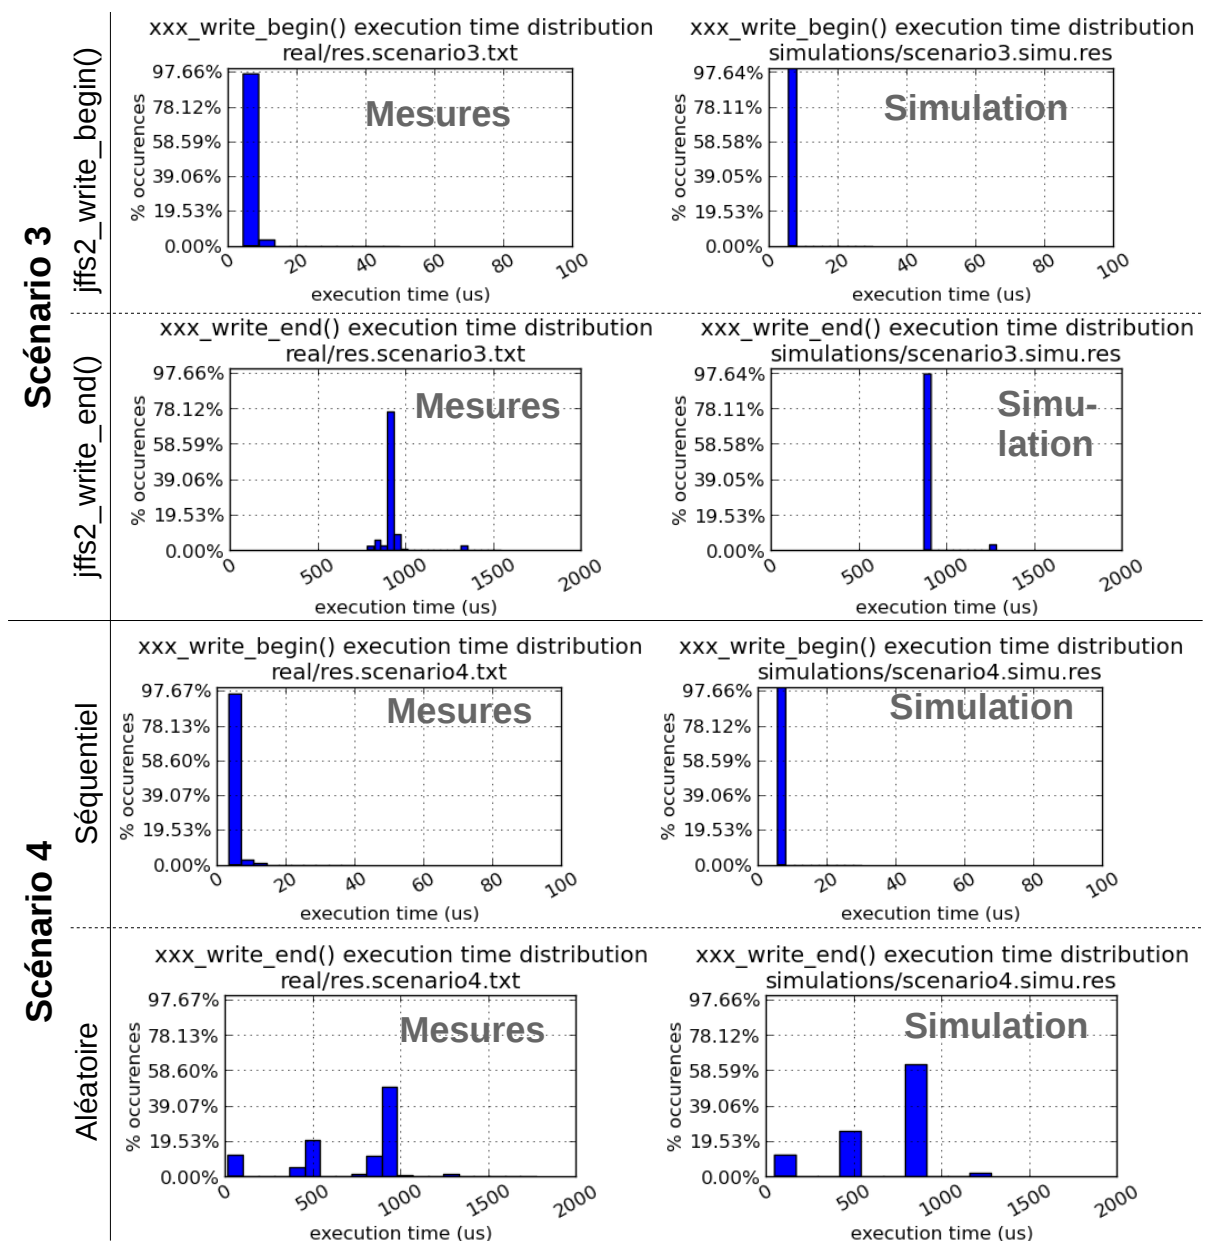 Scénario 3
jffs2_write_begin()
xxx_write_begin() execution time distribution
real/res.scenario3.txt
Mesures
% occurences
97.66%
78.12%
58.59%
39.06%
19.53%
0.00%
0 20 40 60 80 100
execution time (us)
xxx_write_begin() execution time distribution
simulations/scenario3.simu.res
Simulation
% occurences
97.64%
78.11%
58.58%
39.05%
19.53%
0.00%
0 20 40 60 80 100
execution time (us)
jffs2_write_end()
xxx_write_end() execution time distribution
real/res.scenario3.txt
Mesures
% occurences
97.66%
78.12%
58.59%
39.06%
19.53%
0.00%
0 500 1000 1500 2000
execution time (us)
xxx_write_end() execution time distribution
simulations/scenario3.simu.res
Simu-
lation
% occurences
97.64%
78.11%
58.58%
39.05%
19.53%
0.00%
0 500 1000 1500 2000
execution time (us)
Scénario 4
Séquentiel
xxx_write_begin() execution time distribution
real/res.scenario4.txt
Mesures
% occurences
97.67%
78.13%
58.60%
39.07%
19.53%
0.00%
0 20 40 60 80 100
execution time (us)
xxx_write_begin() execution time distribution
simulations/scenario4.simu.res
Simulation
% occurences
97.66%
78.12%
58.59%
39.06%
19.53%
0.00%
0 20 40 60 80 100
execution time (us)
Aléatoire
xxx_write_end() execution time distribution
real/res.scenario4.txt
Mesures
% occurences
97.67%
78.13%
58.60%
39.07%
19.53%
0.00%
0 500 1000 1500 2000
execution time (us)
xxx_write_end() execution time distribution
simulations/scenario4.simu.res
Simulation
% occurences
97.66%
78.12%
58.59%
39.06%
19.53%
0.00%
0 500 1000 1500 2000
execution time (us)